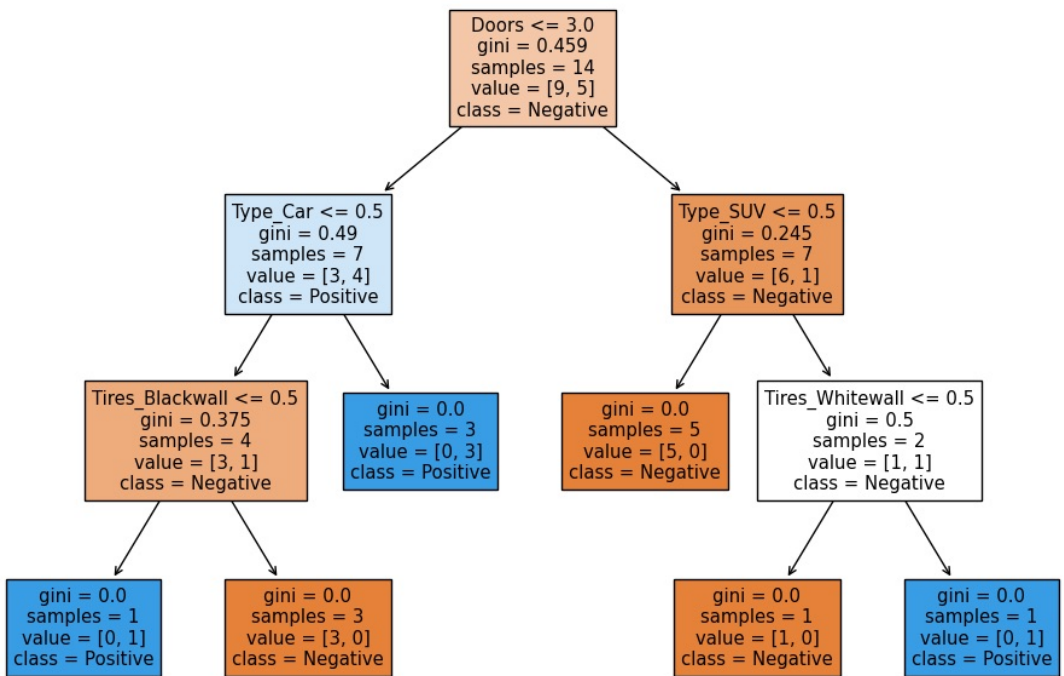 Doors <= 3.0
gini = 0.459
samples = 14
value = [9, 5]
class = Negative
Type_Car <= 0.5
gini = 0.49
samples = 7
value = [3, 4]
class = Positive
Type_SUV <= 0.5
gini = 0.245
samples = 7
value = [6, 1]
class = Negative
Tires_Blackwall <= 0.5
gini = 0.375
samples = 4
value = [3, 1]
class = Negative
gini = 0.0
samples = 3
value = [0, 3]
class = Positive
gini = 0.0
samples = 5
value = [5, 0]
class = Negative
Tires_Whitewall <= 0.5
gini = 0.5
samples = 2
value = [1, 1]
class = Negative
gini = 0.0
samples = 1
value = [0, 1]
class = Positive
gini = 0.0
samples = 3
value = [3, 0]
class = Negative
gini = 0.0
samples = 1
value = [1, 0]
class = Negative
gini = 0.0
samples = 1
value = [0, 1]
class = Positive